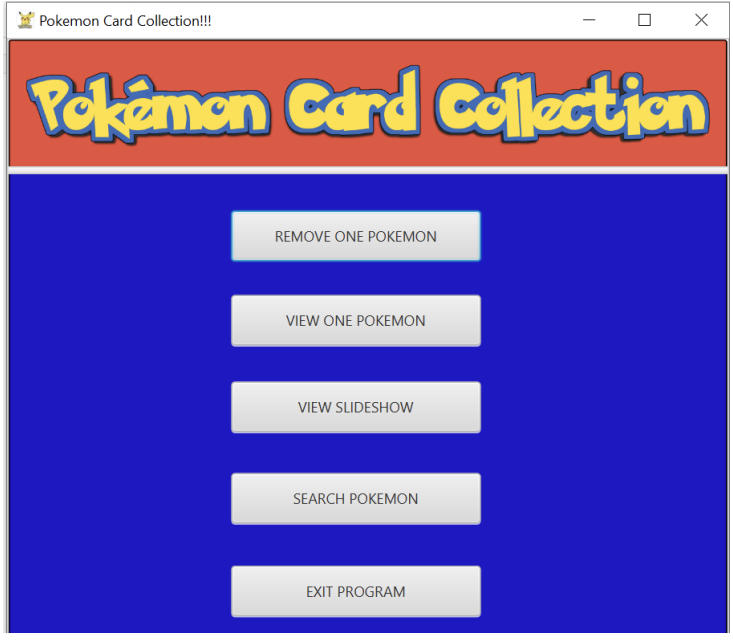 Pokemon Card Collection!!!
Pokémon Card Collection
REMOVE ONE POKEMON
VIEW ONE POKEMON
VIEW SLIDESHOW
SEARCH POKEMON
EXIT PROGRAM